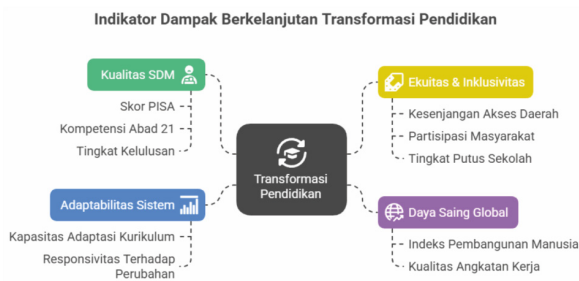 Indikator Dampak Berkelanjutan Transformasi Pendidikan
Kualitas SDM
Skor PISA
Kompetensi Abad 21
Tingkat Kelulusan
Adaptabilitas Sistem
Kapasitas Adaptasi Kurikulum
Responsivitas Terhadap
Perubahan
Transformasi
Pendidikan
Ekuitas & Inklusivitas
Kesenjangan Akses Daerah
Partisipasi Masyarakat
Tingkat Putus Sekolah
Daya Saing Global
Indeks Pembangunan Manusia
Kualitas Angkatan Kerja